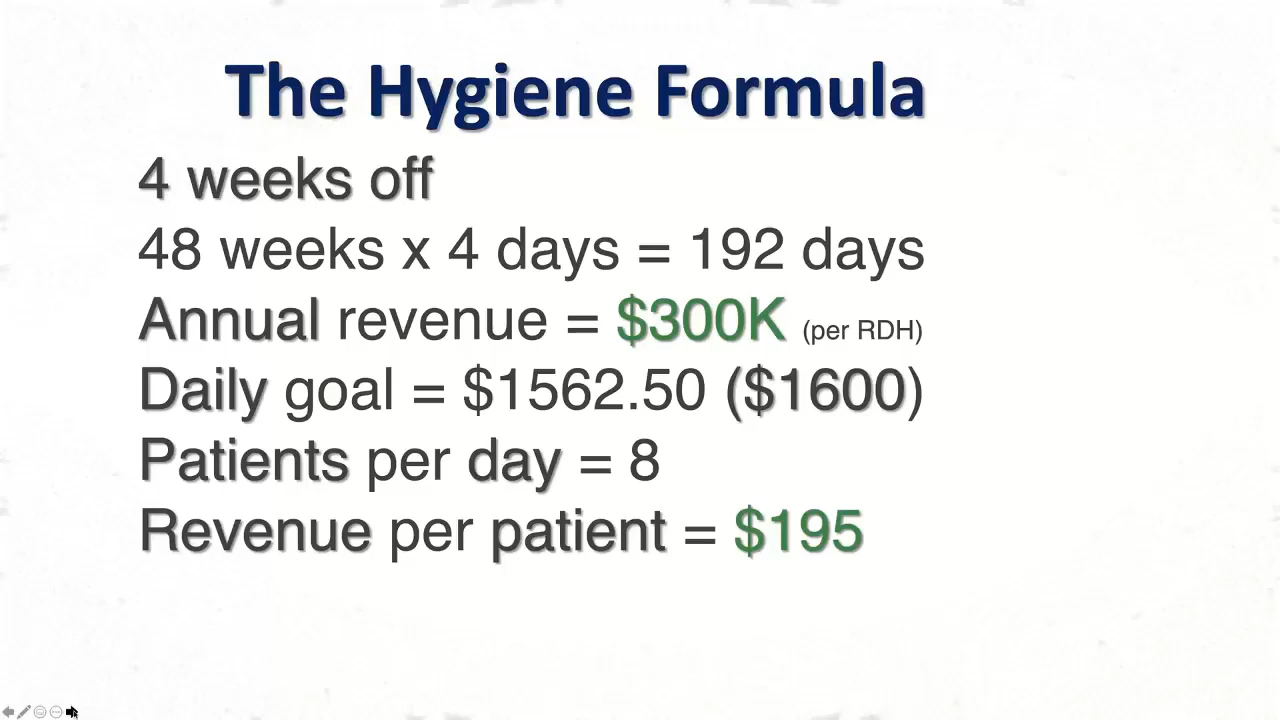 The Hygiene Formula
4 weeks off
48 weeks x 4 days = 192 days
Annual revenue = $300K (per RDH)
Daily goal = $1562.50 ($1600)
Patients per day = 8
Revenue per patient = $195